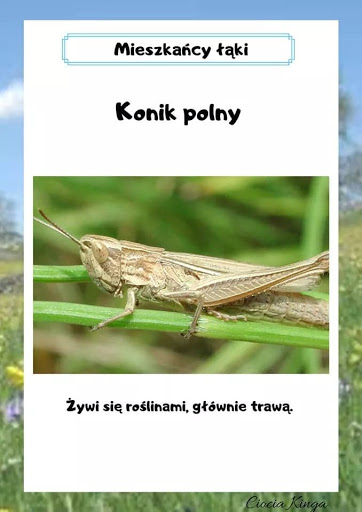 Mieszkańcy łąki
Konik polny
Żywi się roślinami, głównie trawą.
Ciocia Kinga